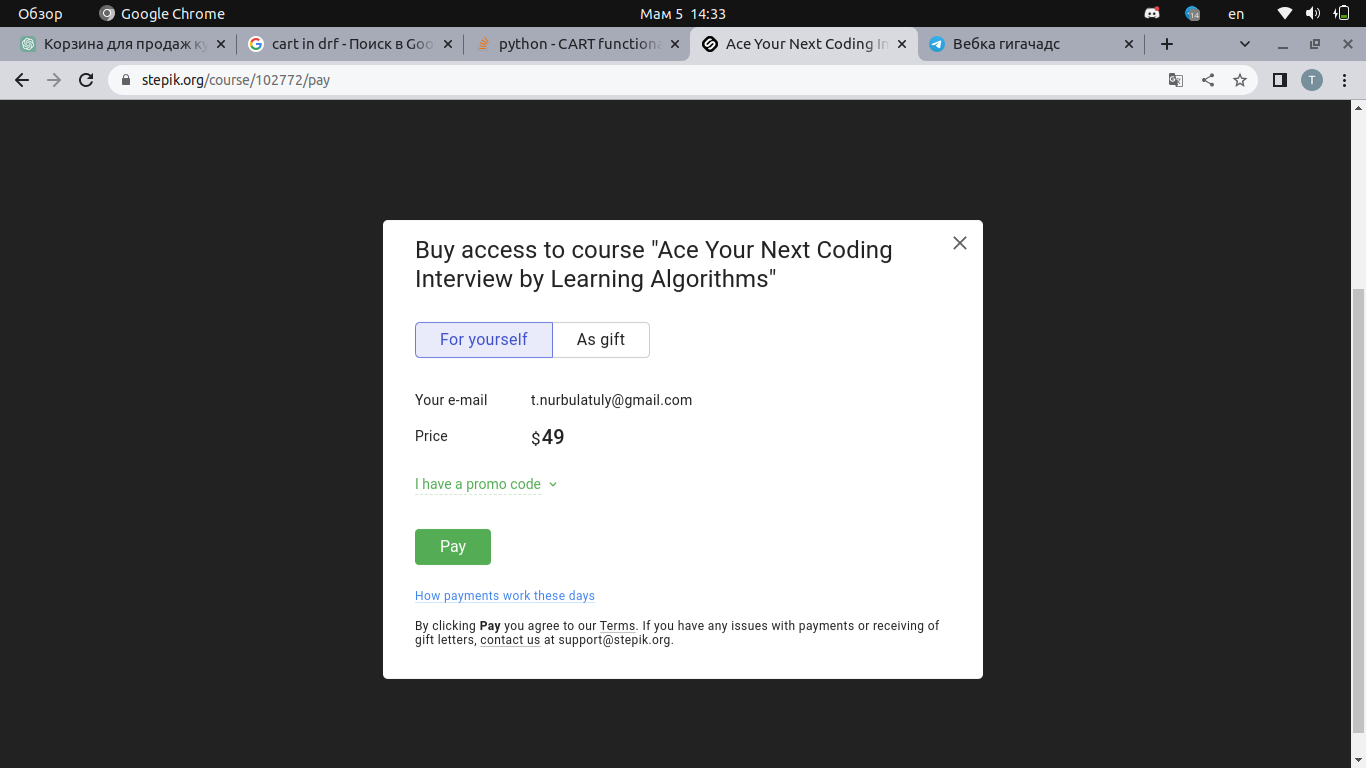 Обзор
Google Chrome
Мам 5 14:33
14
en
Корзина для продаж ку
cart in drf - Поиск в Goo
python - CART functiona
Ace Your Next Coding In
Вебка гигачадс
stepik.org/course/102772/pay
T
Buy access to course "Ace Your Next Coding
Interview by Learning Algorithms"
For yourself
As gift
Your e-mail
t.nurbulatuly@gmail.com
Price
$49
I have a promo code
Pay
How payments work these days
By clicking Pay you agree to our Terms. If you have any issues with payments or receiving of
gift letters, contact us at support@stepik.org.